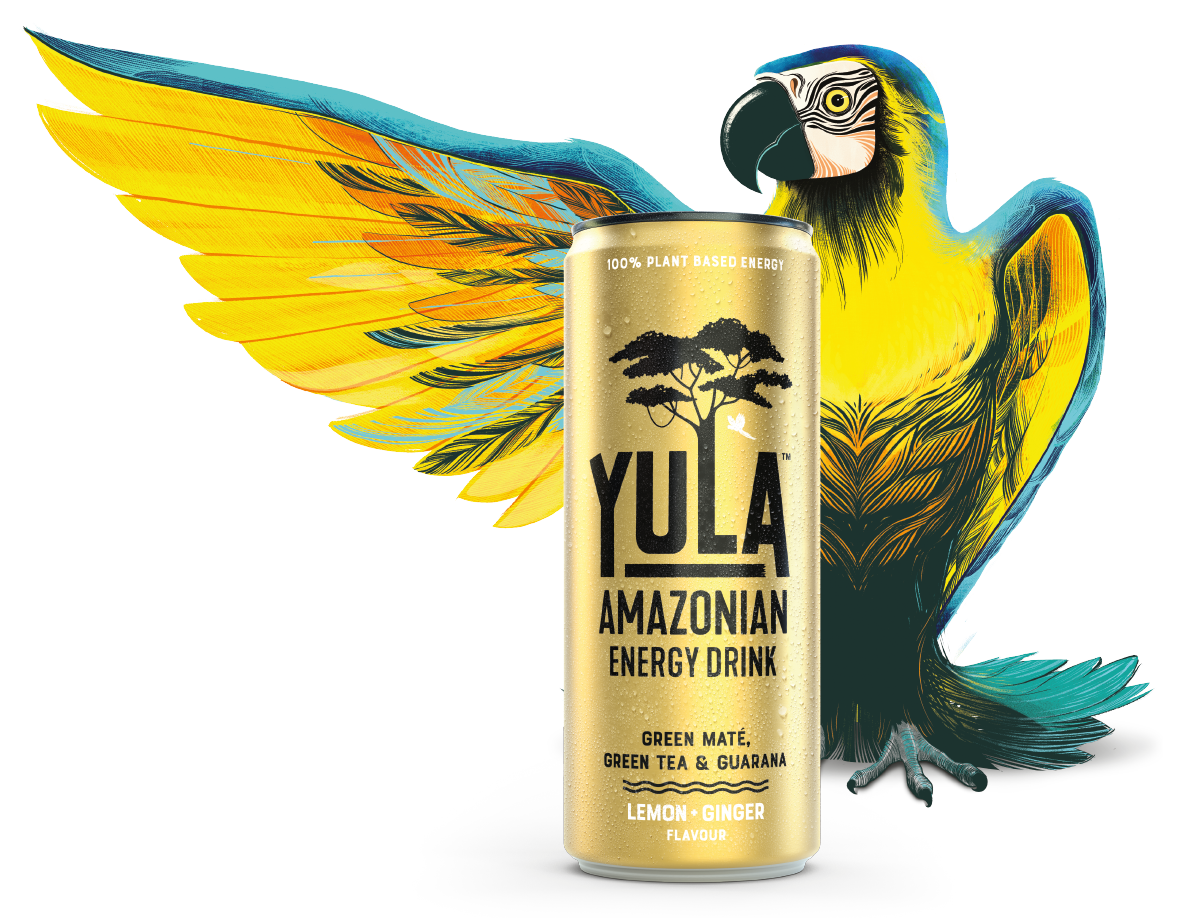 100% PLANT BASED ENERGY
YULA™
AMAZONIAN
ENERGY DRINK
GREEN MATÉ,
GREEN TEA & GUARANA
LEMON + GINGER
FLAVOUR